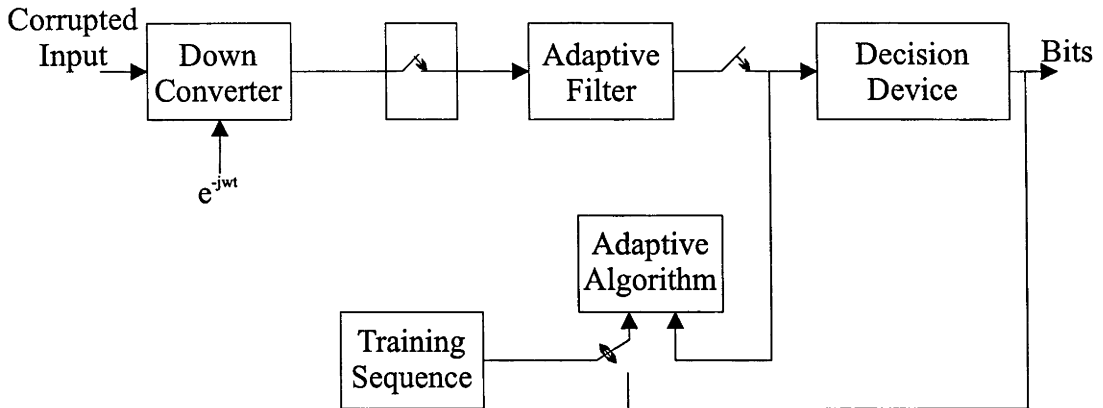 Corrupted
Input
Down
Converter
e^-jwt
Adaptive
Filter
Decision
Device
Bits
Adaptive
Algorithm
Training
Sequence